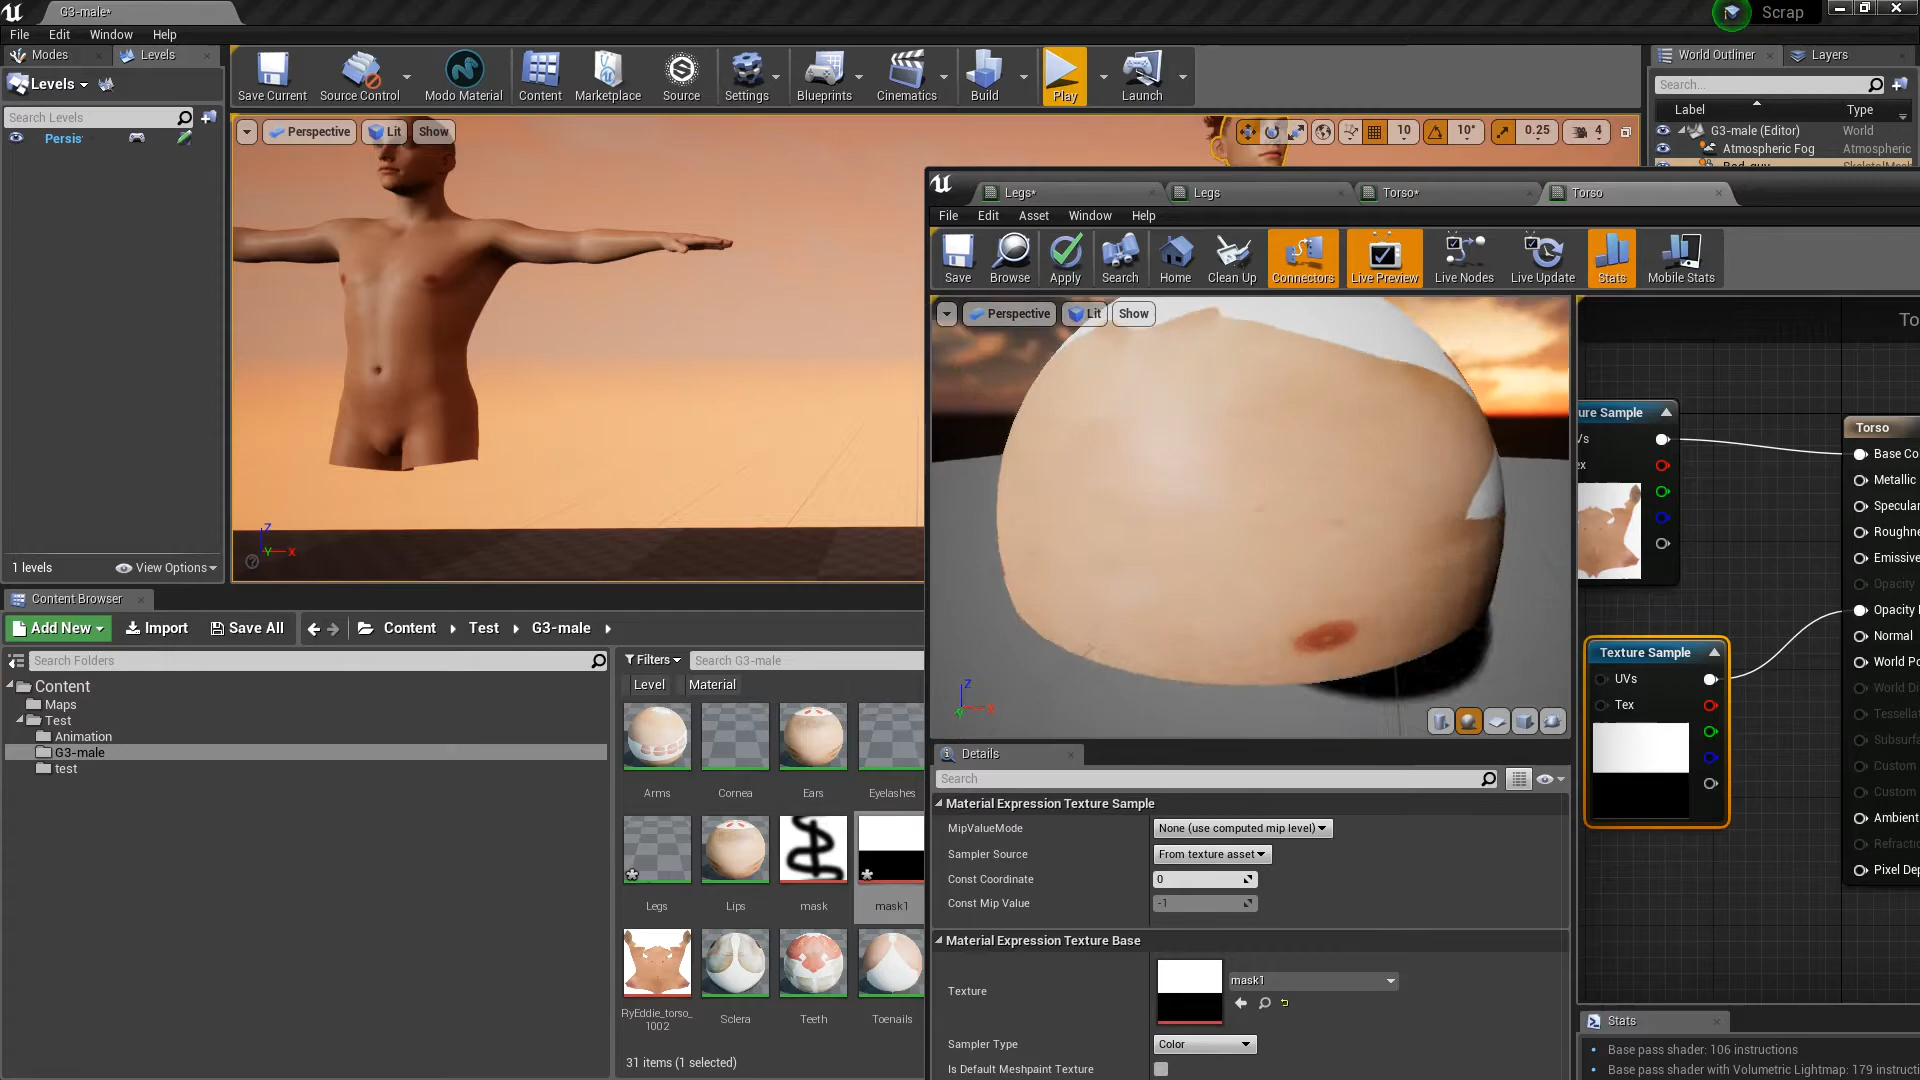 G3-male*
Scrap
File Edit Window Help
Modes
Levels
Levels
Search Levels
Persis
1 levels
View Options
Save Current
Source Control
Modo Material
Content
Marketplace
Source
Settings
Blueprints
Cinematics
Build
Play
Launch
Perspective
Lit
Show
10
10°
0.25
4
Z
Y
X
World Outliner
Layers
Search...
Label
Type
G3-male (Editor)
World
Atmospheric Fog
Atmospheric
Legs*
Legs
Torso*
Torso
File Edit Asset Window Help
Save
Browse
Apply
Search
Home
Clean Up
Connectors
Live Preview
Live Nodes
Live Update
Stats
Mobile Stats
Perspective
Lit
Show
Z
Y
X
To
ure Sample
Vs
ex
Texture Sample
UVs
Tex
Torso
Base Co
Metallic
Specular
Roughne
Emissive
Opacity
Opacity
Normal
World Po
World Di
Tessellat
Subsurfa
Custom
Custom
Ambient
Refractio
Pixel Dep
Stats
Base pass shader: 106 instructions
Base pass shader with Volumetric Lightmap: 179 instructi
Details
Search
Material Expression Texture Sample
MipValueMode
None (use computed mip level)
Sampler Source
From texture asset
Const Coordinate
0
Const Mip Value
-1
Material Expression Texture Base
Texture
mask1
Sampler Type
Color
Is Default Meshpaint Texture
Content Browser
Add New
Import
Save All
Content
Test
G3-male
Search Folders
Content
Maps
Test
Animation
G3-male
test
Filters
Search G3-male
Level
Material
Arms
Cornea
Ears
Eyelashes
Legs
Lips
mask
mask1
RyEddie_torso_
1002
Sclera
Teeth
Toenails
31 items (1 selected)